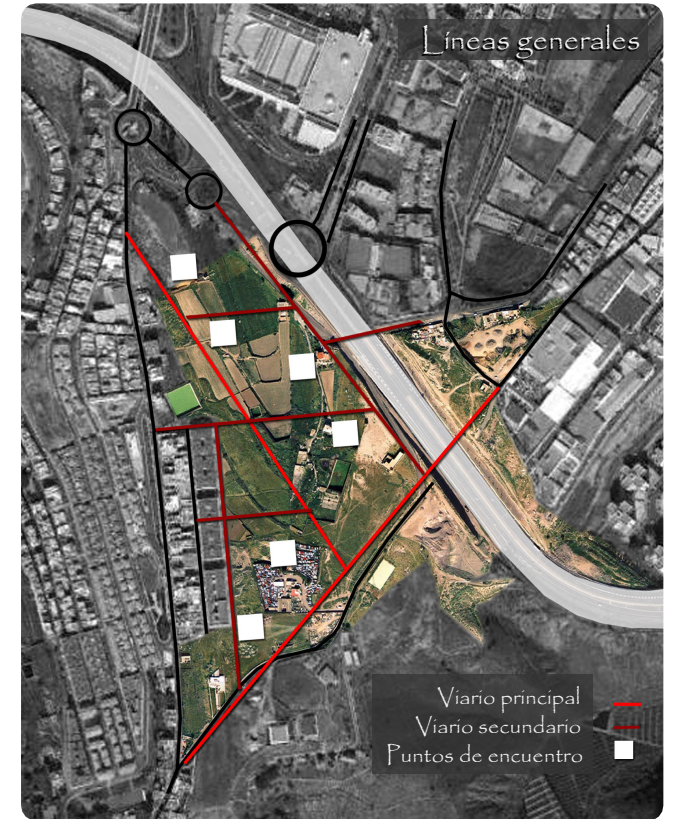 Líneas generales
Viario principal
Viario secundario
Puntos de encuentro